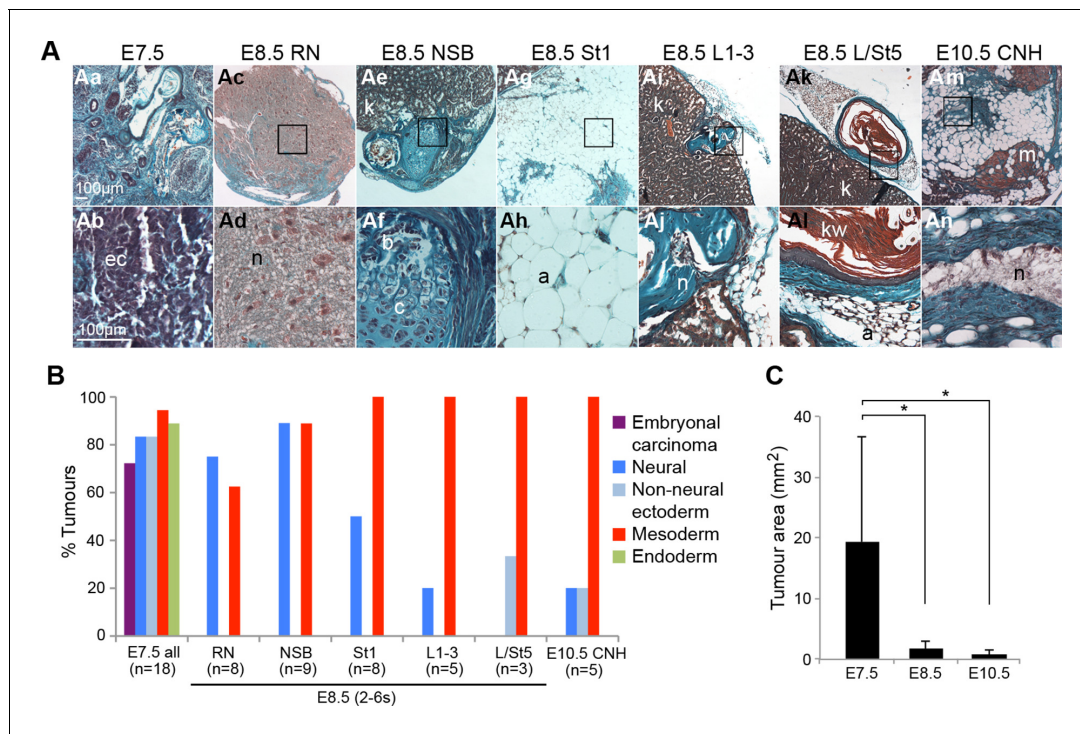 A
E7.5 E8.5 RN E8.5 NSB E8.5 St1 E8.5 L1-3 E8.5 L/St5 E10.5 CNH
Aa Ac Ae Ag Ai Ak Am
k k k m
100μm
Ab Ad Af Ah Aj Al An
ec n b c a n kw a n
100μm
B
% Tumours
100
80
60
40
20
0
E7.5 all RN NSB St1 L1-3 L/St5 E10.5 CNH
(n=18) (n=8) (n=9) (n=8) (n=5) (n=3) (n=5)
E8.5 (2-6s)
Embryonal
carcinoma
Neural
Non-neural
ectoderm
Mesoderm
Endoderm
C
Tumour area (mm²)
40
30
20
10
0
*
*
E7.5 E8.5 E10.5